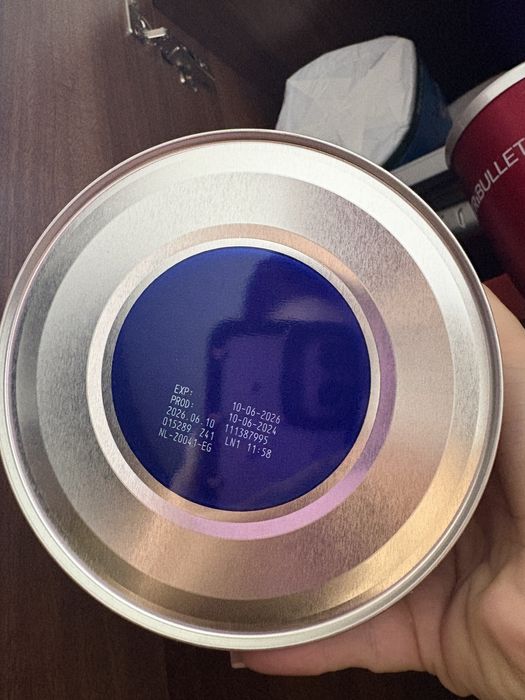 RIBULLET
EXP: 10-06-2026
PROD: 10-06-2024
2026.06.10 111387995
015289 Z41 LN1 11:58
NL-Z0041-EG